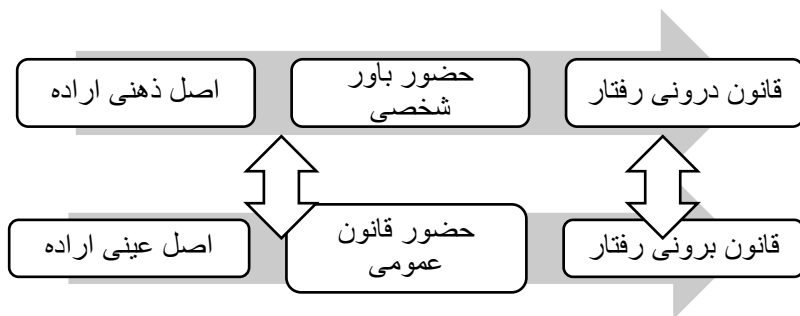 قانون درونی رفتار
حضور باور
شخصی
اصل ذهنی اراده
قانون برونی رفتار
حضور قانون
عمومی
اصل عینی اراده